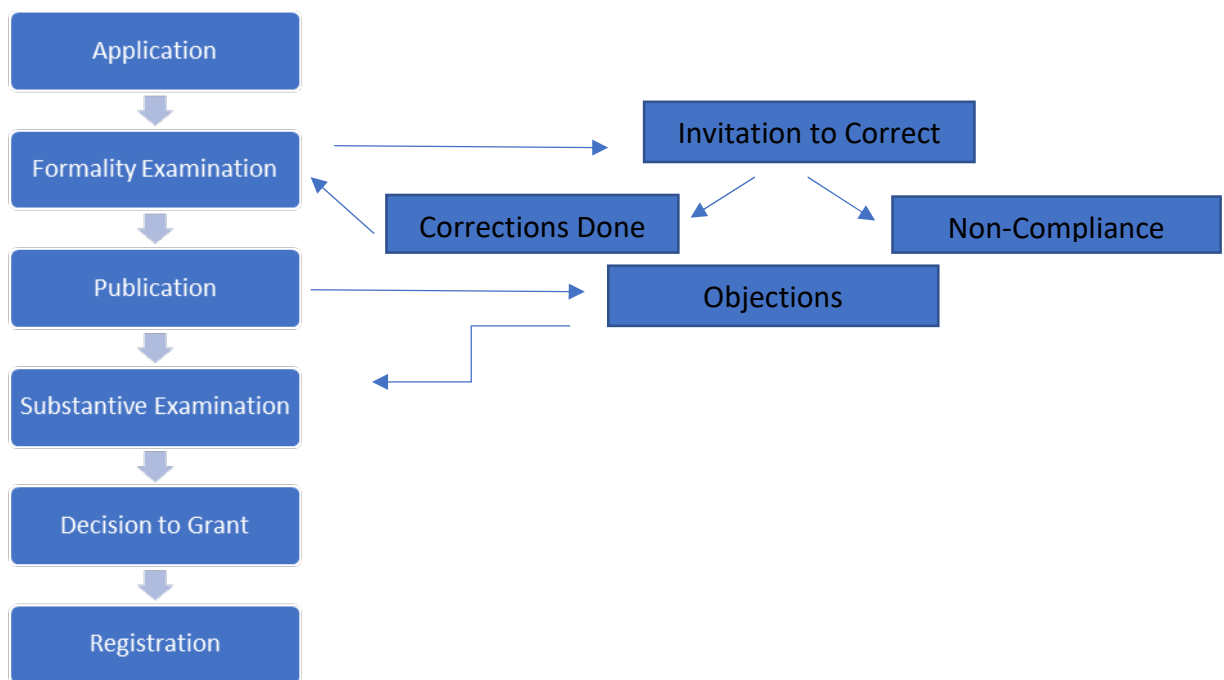 Application
Formality Examination
Invitation to Correct
Corrections Done
Non-Compliance
Publication
Objections
Substantive Examination
Decision to Grant
Registration